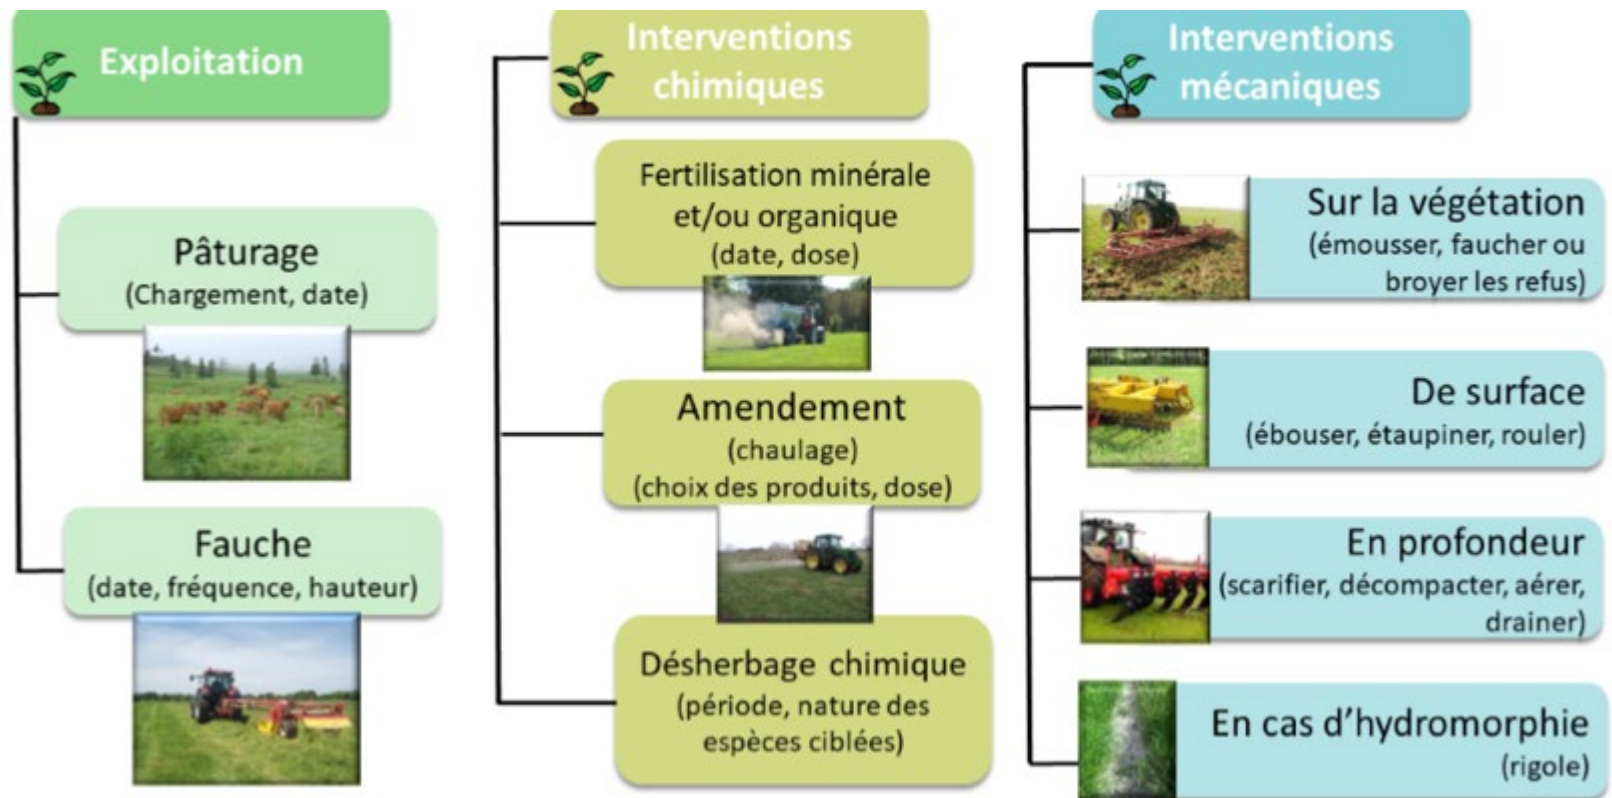 Exploitation
Pâturage
(Chargement, date)
Fauche
(date, fréquence, hauteur)
Interventions
chimiques
Fertilisation minérale
et/ou organique
(date, dose)
Amendement
(chaulage)
(choix des produits, dose)
Désherbage chimique
(période, nature des
espèces ciblées)
Interventions
mécaniques
Sur la végétation
(émousser, faucher ou
broyer les refus)
De surface
(ébouser, étaupiner, rouler)
En profondeur
(scarifier, décompacter, aérer,
drainer)
En cas d'hydromorphie
(rigole)